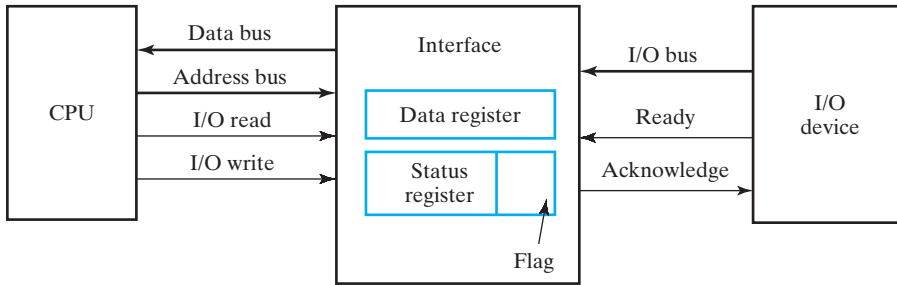 CPU
Data bus
Address bus
I/O read
I/O write
Interface
Data register
Status
register
Flag
I/O bus
Ready
Acknowledge
I/O
device